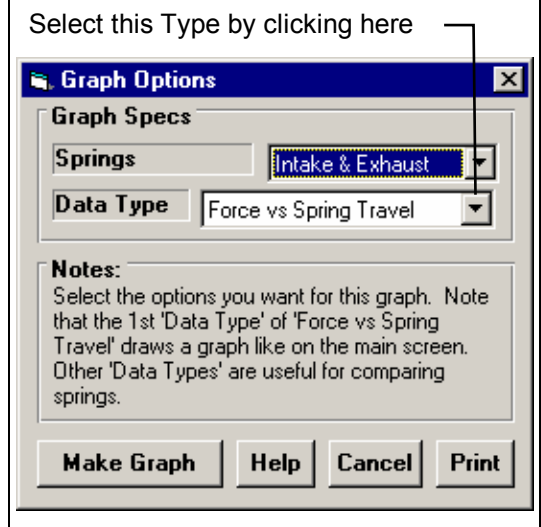 Select this Type by clicking here
Graph Options
Graph Specs
Springs
Intake & Exhaust
Data Type
Force vs Spring Travel
Notes:
Select the options you want for this graph.  Note
that the 1st 'Data Type' of 'Force vs Spring
Travel' draws a graph like on the main screen.
Other 'Data Types' are useful for comparing
springs.
Make Graph
Help
Cancel
Print